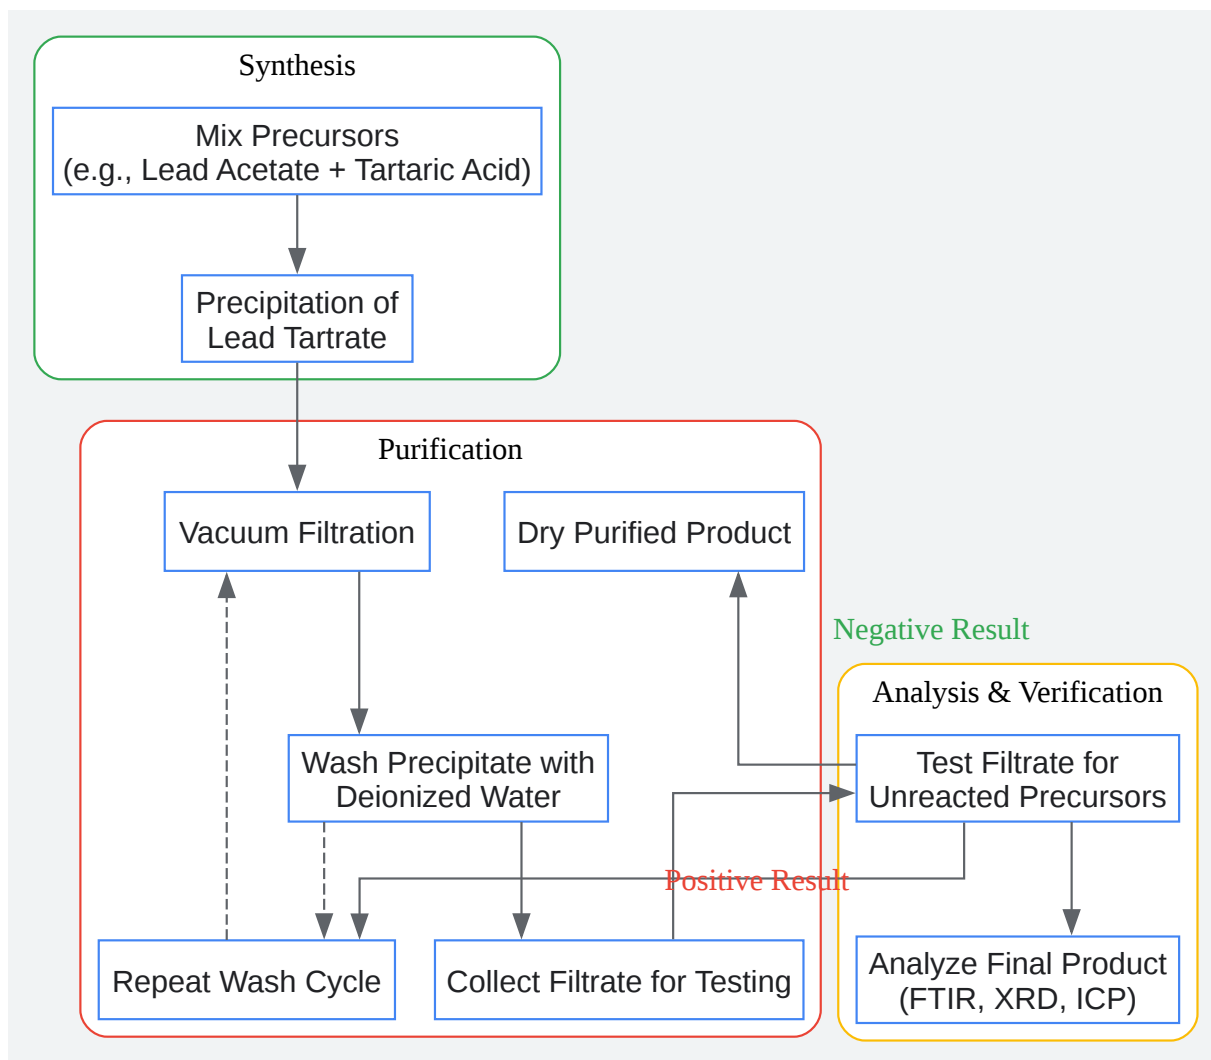 Synthesis
Mix Precursors
(e.g., Lead Acetate + Tartaric Acid)
Precipitation of
Lead Tartrate
Purification
Vacuum Filtration
Dry Purified Product
Negative Result
Analysis & Verification
Wash Precipitate with
Deionized Water
Test Filtrate for
Unreacted Precursors
Positive Result
Repeat Wash Cycle
Collect Filtrate for Testing
Analyze Final Product
(FTIR, XRD, ICP)